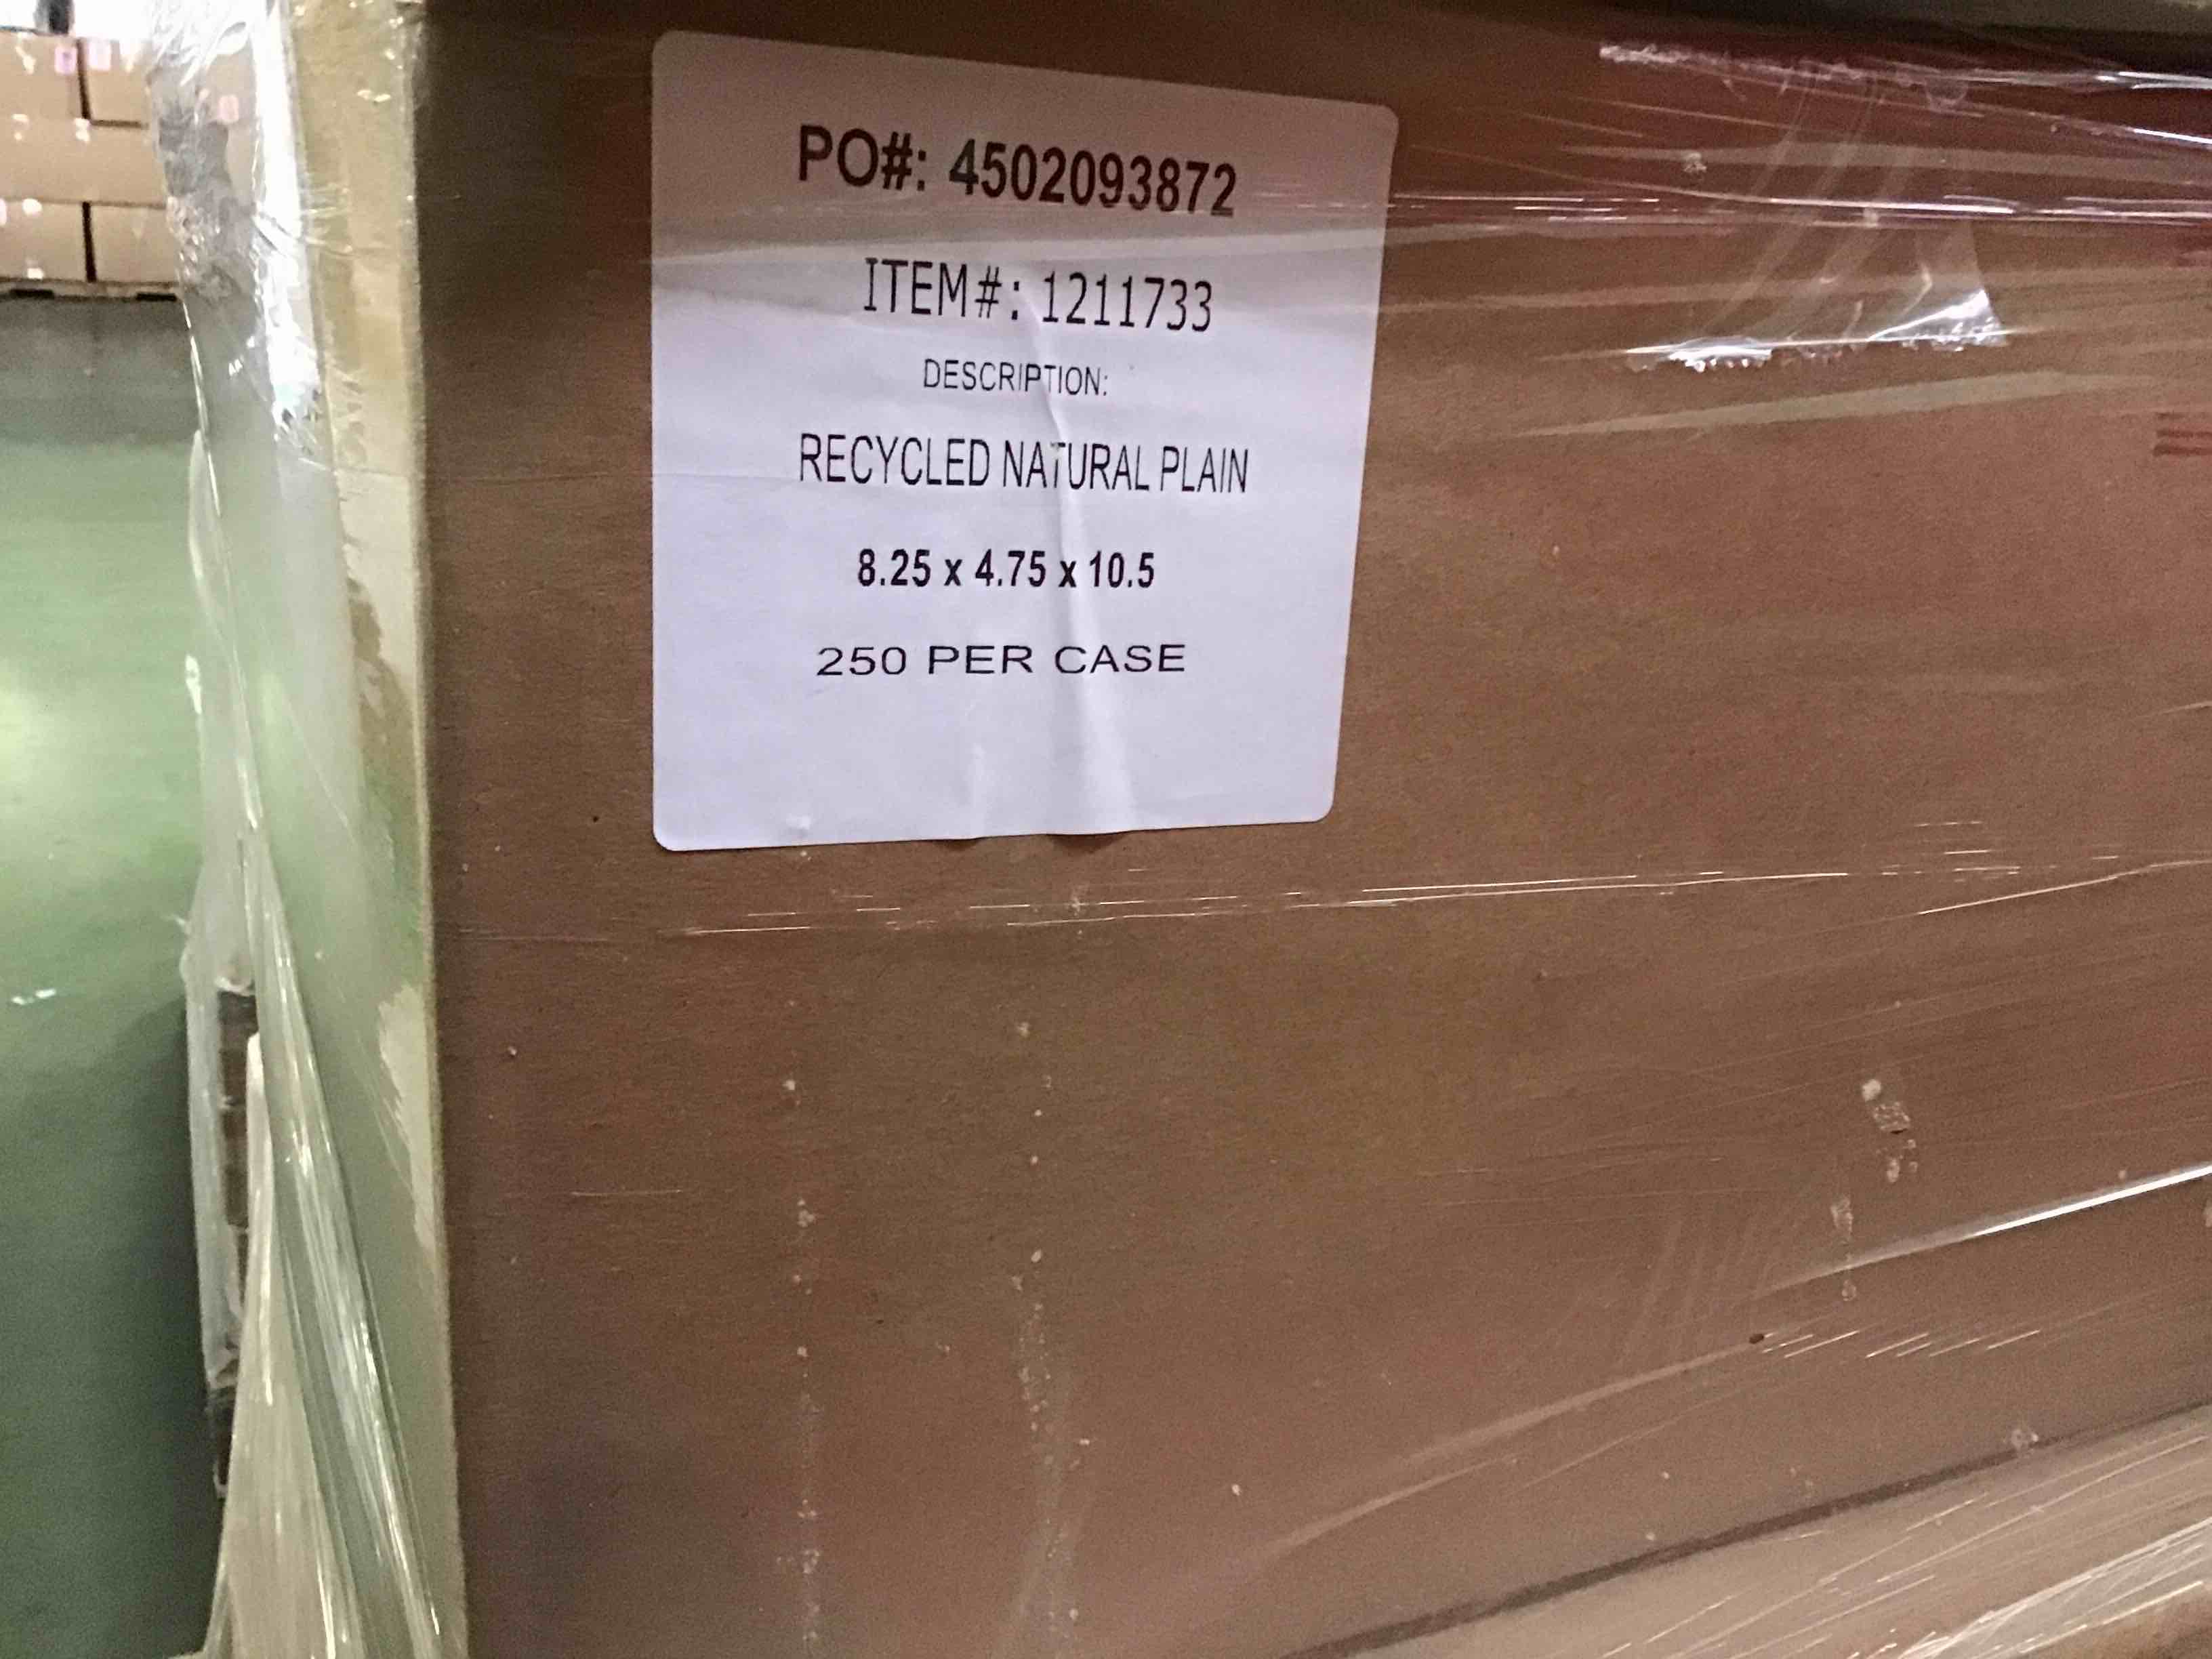 PO#: 4502093872
ITEM#: 1211733
DESCRIPTION:
RECYCLED NATURAL PLAIN
8.25 x 4.75 x 10.5
250 PER CASE